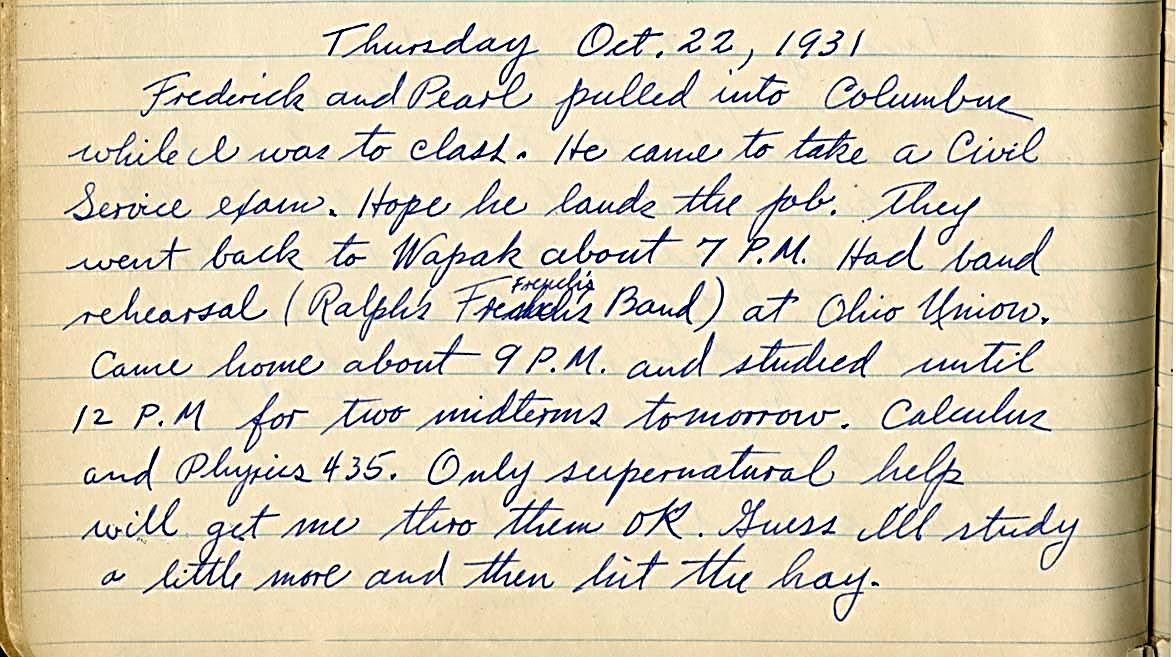 Thursday Oct. 22, 1931
Frederick and Pearl pulled into Columbus
while I was to class. He came to take a Civil
Service exam. Hope he lands the job. They
went back to Wapak about 7 P.M. Had band
French's
rehearsal (Ralph's Band) at Ohio Union.
Came home about 9 P.M. and studied until
12 P.M for two midterms tomorrow. Calculus
and Physics 435. Only supernatural help
will get me thro them OK. Guess I'll study
a little more and then hit the hay.